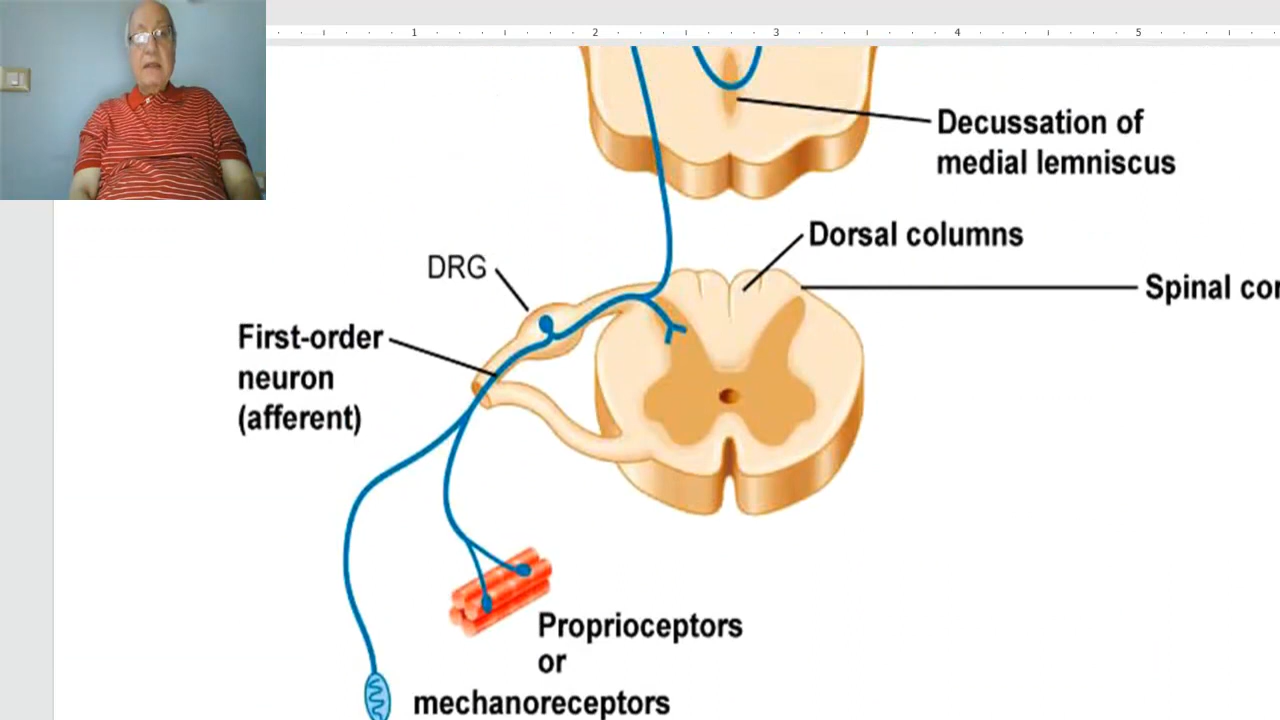 1 2 3 4 5
Decussation of
medial lemniscus
Dorsal columns
DRG
Spinal cor
First-order
neuron
(afferent)
Proprioceptors
or
mechanoreceptors